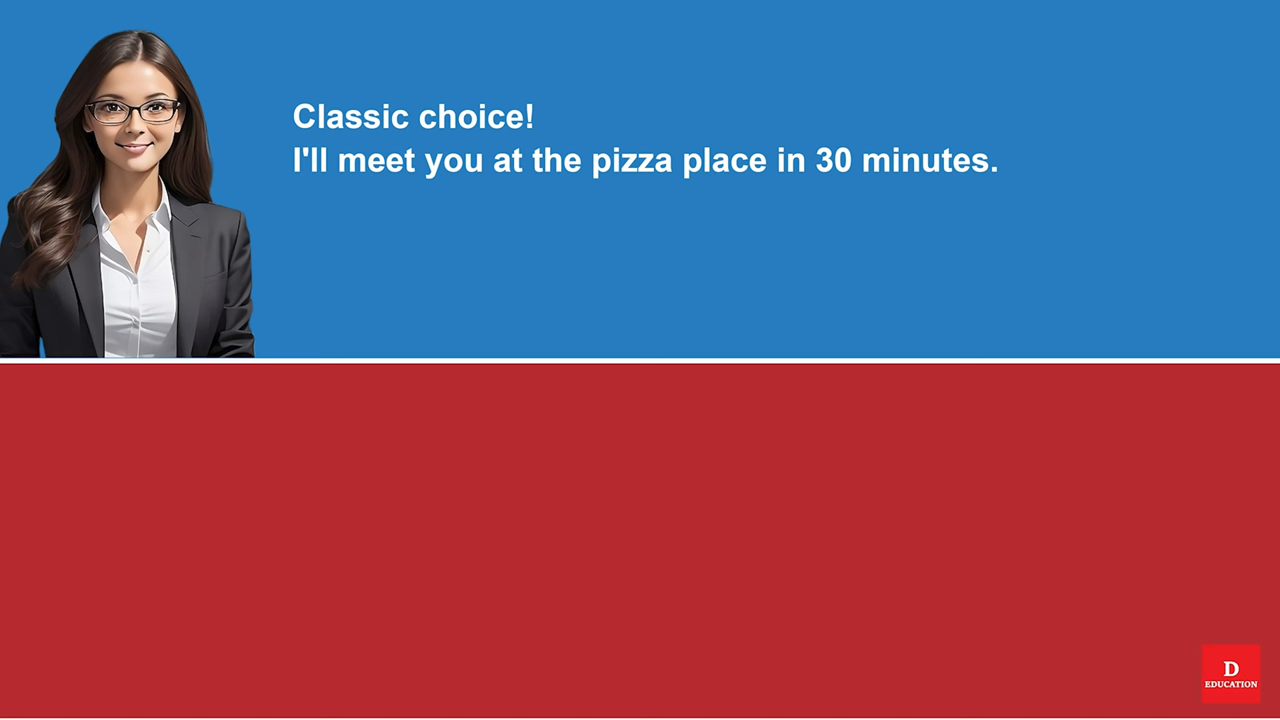 Classic choice!
I'll meet you at the pizza place in 30 minutes.
D
EDUCATION